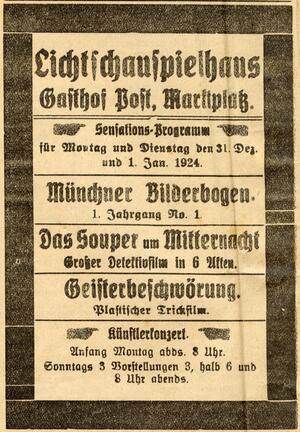 Lichtschauspielhaus
Gasthof Post, Marktplatz.
Sensations-Programm
für Montag und Dienstag den 31. Dez.
und 1. Jan. 1924.
Münchner Bilderbogen.
1. Jahrgang No. 1.
Das Souper um Mitternacht
Großer Detektivfilm in 6 Akten.
Geisterbeschwörung.
Plastischer Trickfilm.
Künstlerkonzert.
Anfang Montag abds. 8 Uhr.
Sonntags 3 Vorstellungen 3, halb 6 und
8 Uhr abends.